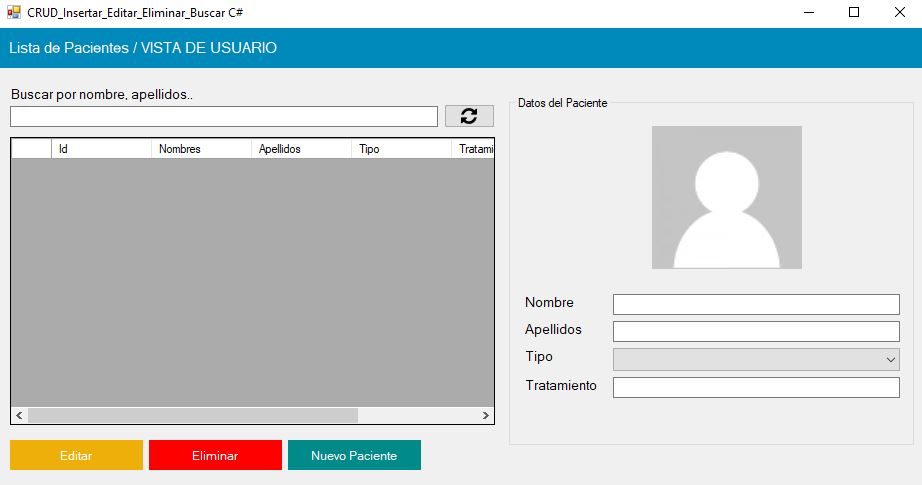 CRUD_Insertar_Editar_Eliminar_Buscar C#
Lista de Pacientes / VISTA DE USUARIO
Buscar por nombre, apellidos..
Id Nombres Apellidos Tipo Tratami
Editar Eliminar Nuevo Paciente
Datos del Paciente
Nombre
Apellidos
Tipo
Tratamiento